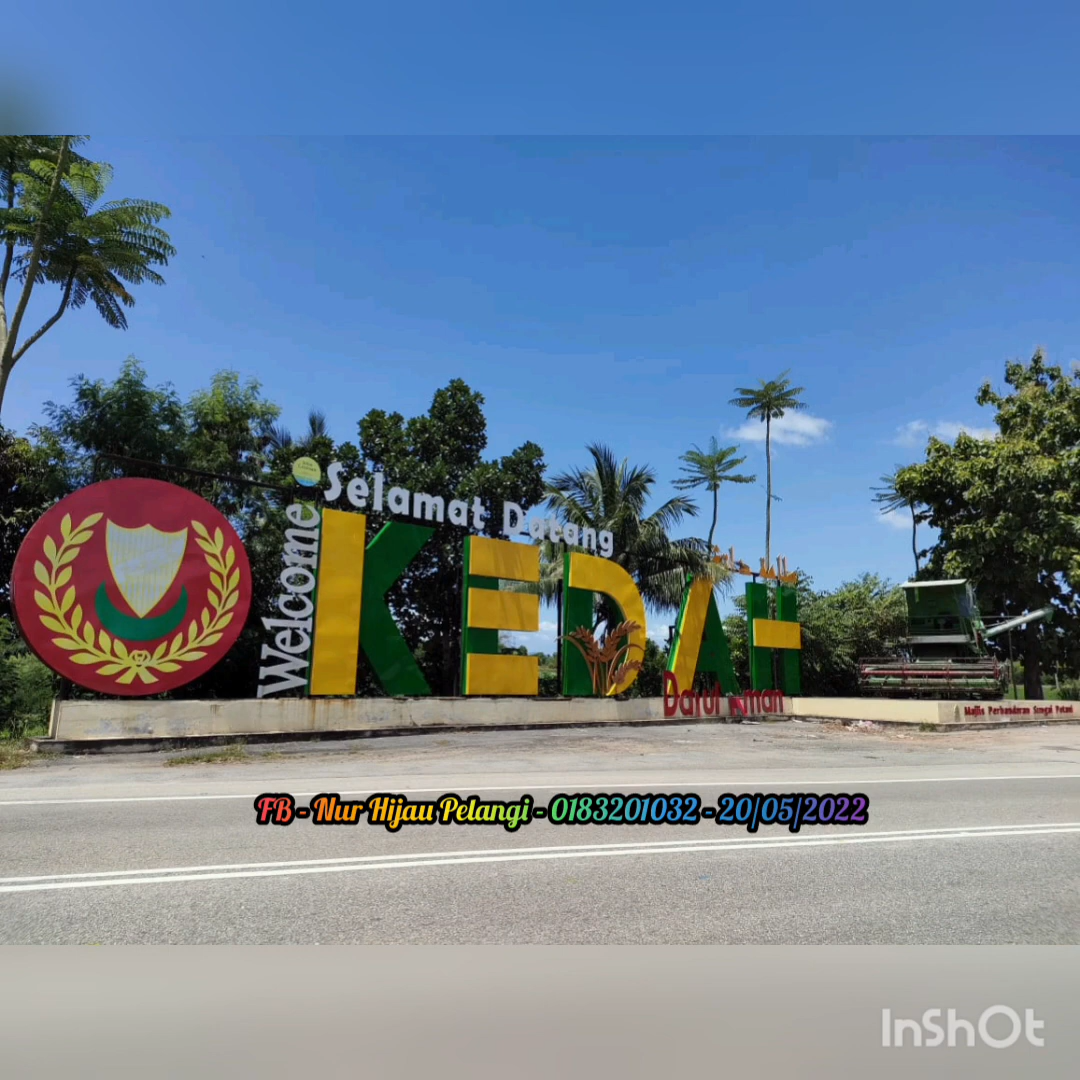 Selamat Datang
Welcome
KEDAH
Darul Aman
Majlis Perbandaran Sungai Petani
FB - Nur Hijau Pelangi - 0183201032 - 20/05/2022
InShOt